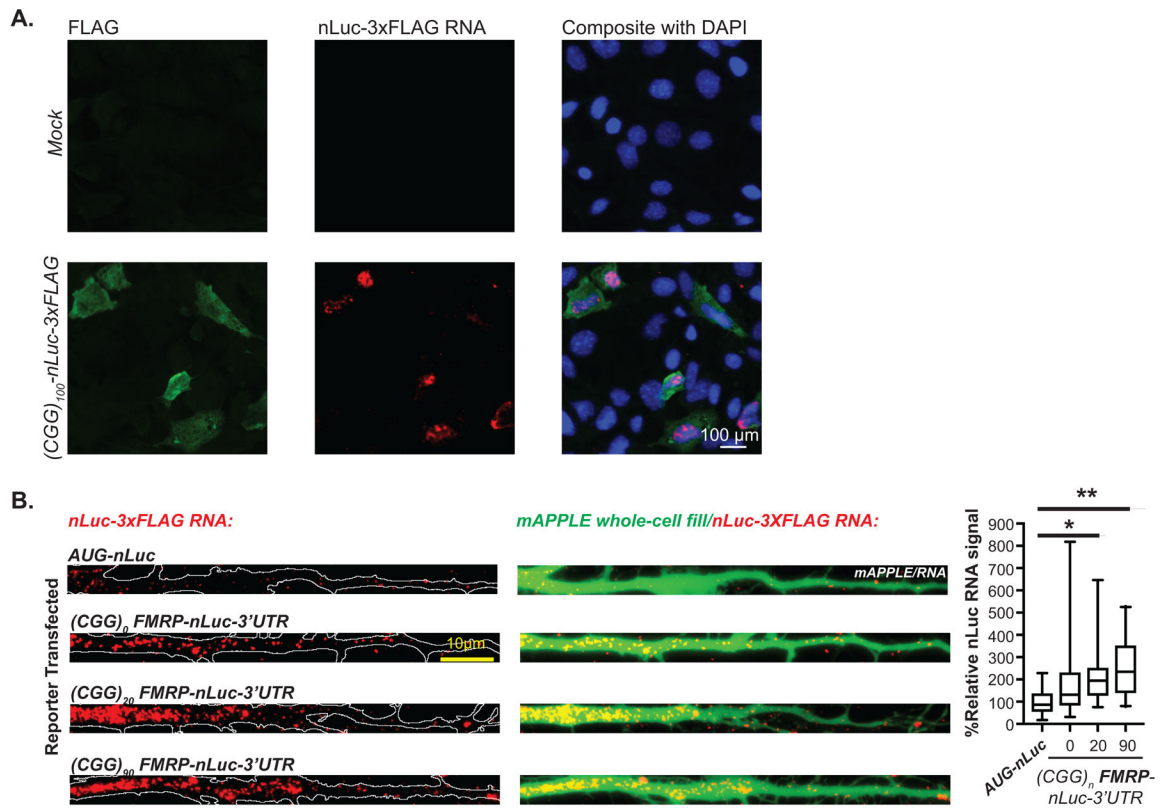 A.
FLAG
nLuc-3xFLAG RNA
Composite with DAPI
Mock
(CGG)100-nLuc-3xFLAG
100 µm
B.
nLuc-3xFLAG RNA:
mAPPLE whole-cell fill/nLuc-3XFLAG RNA:
Reporter Transfected
AUG-nLuc
mAPPLE/RNA
(CGG)0 FMRP-nLuc-3'UTR
10µm
(CGG)20 FMRP-nLuc-3'UTR
(CGG)90 FMRP-nLuc-3'UTR
**
*
%Relative nLuc RNA signal
900
800
700
600
500
400
300
200
100
0
AUG-nLuc
0 20 90
(CGG)n FMRP-
nLuc-3'UTR